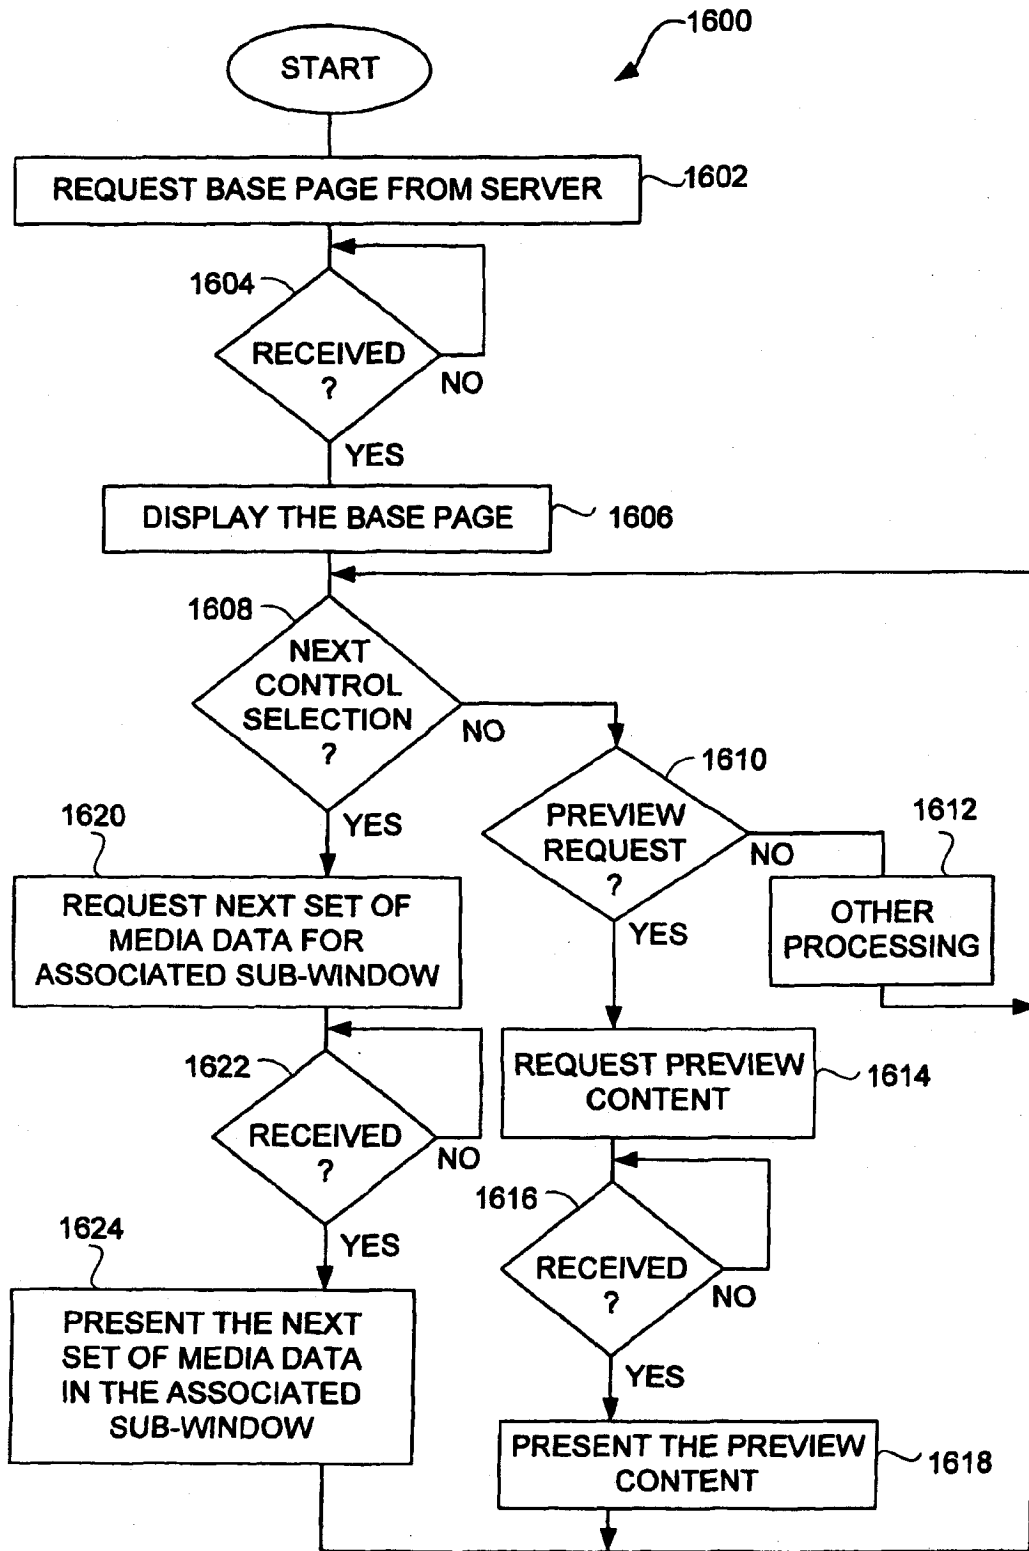 1600
START
REQUEST BASE PAGE FROM SERVER
1602
1604
RECEIVED
?
NO
YES
DISPLAY THE BASE PAGE
1606
1608
NEXT
CONTROL
SELECTION
?
NO
YES
1610
PREVIEW
REQUEST
?
NO
YES
1612
OTHER
PROCESSING
1620
REQUEST NEXT SET OF
MEDIA DATA FOR
ASSOCIATED SUB-WINDOW
REQUEST PREVIEW
CONTENT
1614
1622
RECEIVED
?
NO
YES
1616
RECEIVED
?
NO
YES
1624
PRESENT THE NEXT
SET OF MEDIA DATA
IN THE ASSOCIATED
SUB-WINDOW
PRESENT THE PREVIEW
CONTENT
1618